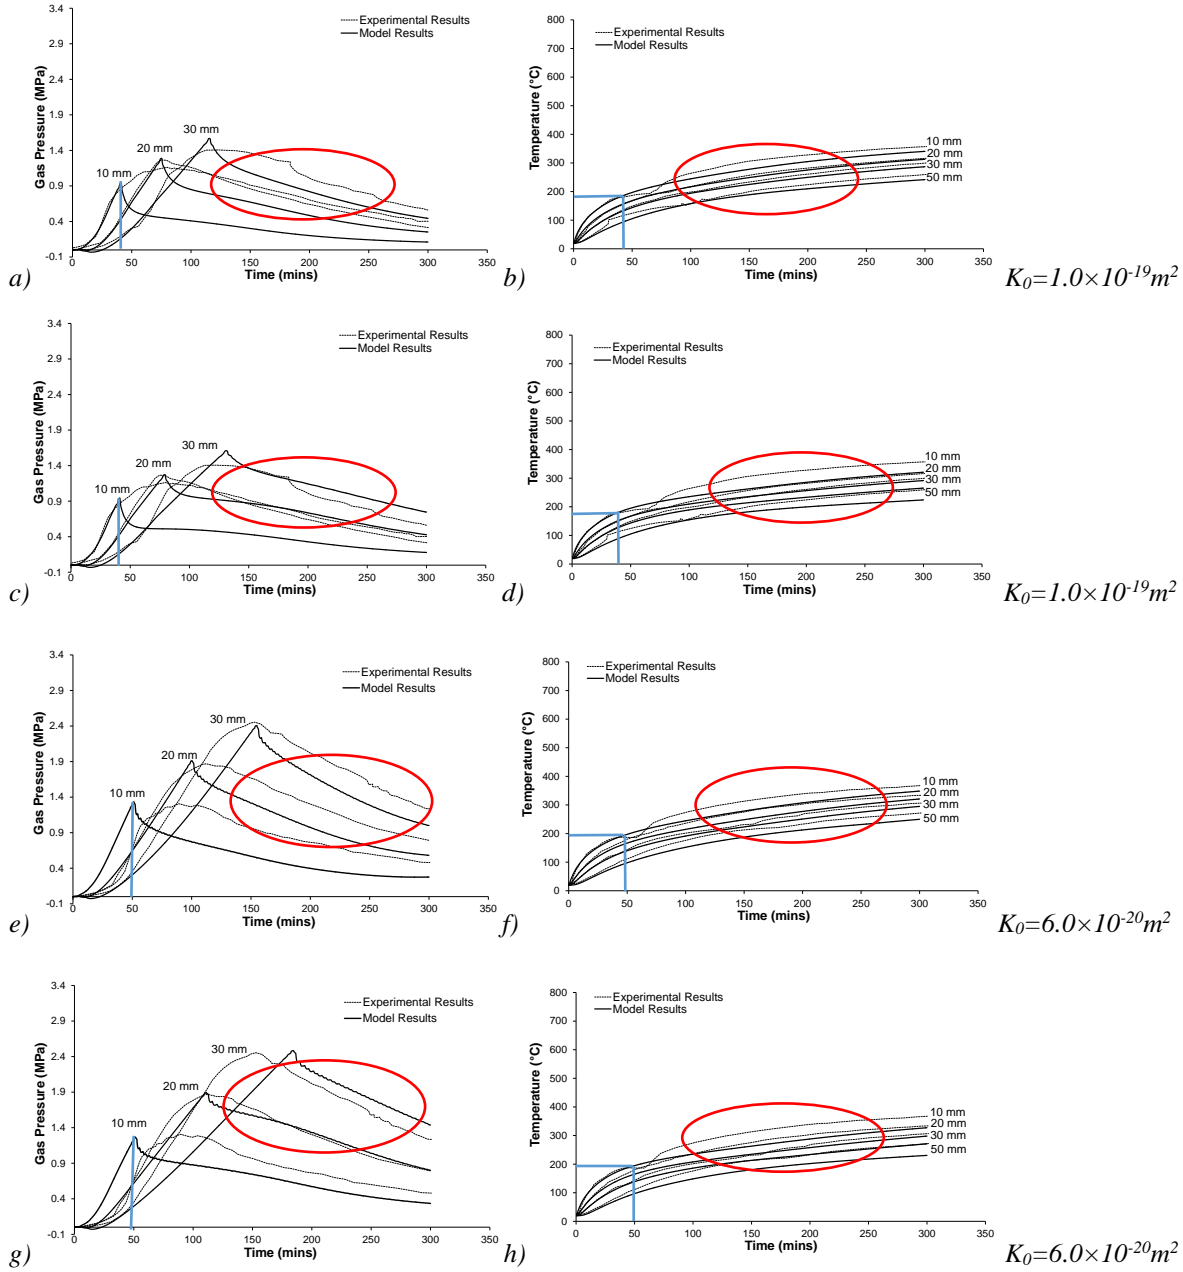 3.4
2.9
2.4
1.9
1.4
0.9
0.4
-0.1
Gas Pressure (MPa)
Experimental Results
Model Results
10 mm
20 mm
30 mm
0 50 100 150 200 250 300 350
Time (mins)
a)
800
700
600
500
400
300
200
100
0
Temperature (°C)
Experimental Results
Model Results
10 mm
20 mm
30 mm
50 mm
0 50 100 150 200 250 300 350
Time (mins)
b)
K₀=1.0×10⁻¹⁹m²
3.4
2.9
2.4
1.9
1.4
0.9
0.4
-0.1
Gas Pressure (MPa)
Experimental Results
Model Results
10 mm
20 mm
30 mm
0 50 100 150 200 250 300 350
Time (mins)
c)
800
700
600
500
400
300
200
100
0
Temperature (°C)
Experimental Results
Model Results
10 mm
20 mm
30 mm
50 mm
0 50 100 150 200 250 300 350
Time (mins)
d)
K₀=1.0×10⁻¹⁹m²
3.4
2.9
2.4
1.9
1.4
0.9
0.4
-0.1
Gas Pressure (MPa)
Experimental Results
Model Results
10 mm
20 mm
30 mm
0 50 100 150 200 250 300 350
Time (mins)
e)
800
700
600
500
400
300
200
100
0
Temperature (°C)
Experimental Results
Model Results
10 mm
20 mm
30 mm
50 mm
0 50 100 150 200 250 300 350
Time (mins)
f)
K₀=6.0×10⁻²⁰m²
3.4
2.9
2.4
1.9
1.4
0.9
0.4
-0.1
Gas Pressure (MPa)
Experimental Results
Model Results
10 mm
20 mm
30 mm
0 50 100 150 200 250 300 350
Time (mins)
g)
800
700
600
500
400
300
200
100
0
Temperature (°C)
Experimental Results
Model Results
10 mm
20 mm
30 mm
50 mm
0 50 100 150 200 250 300 350
Time (mins)
h)
K₀=6.0×10⁻²⁰m²